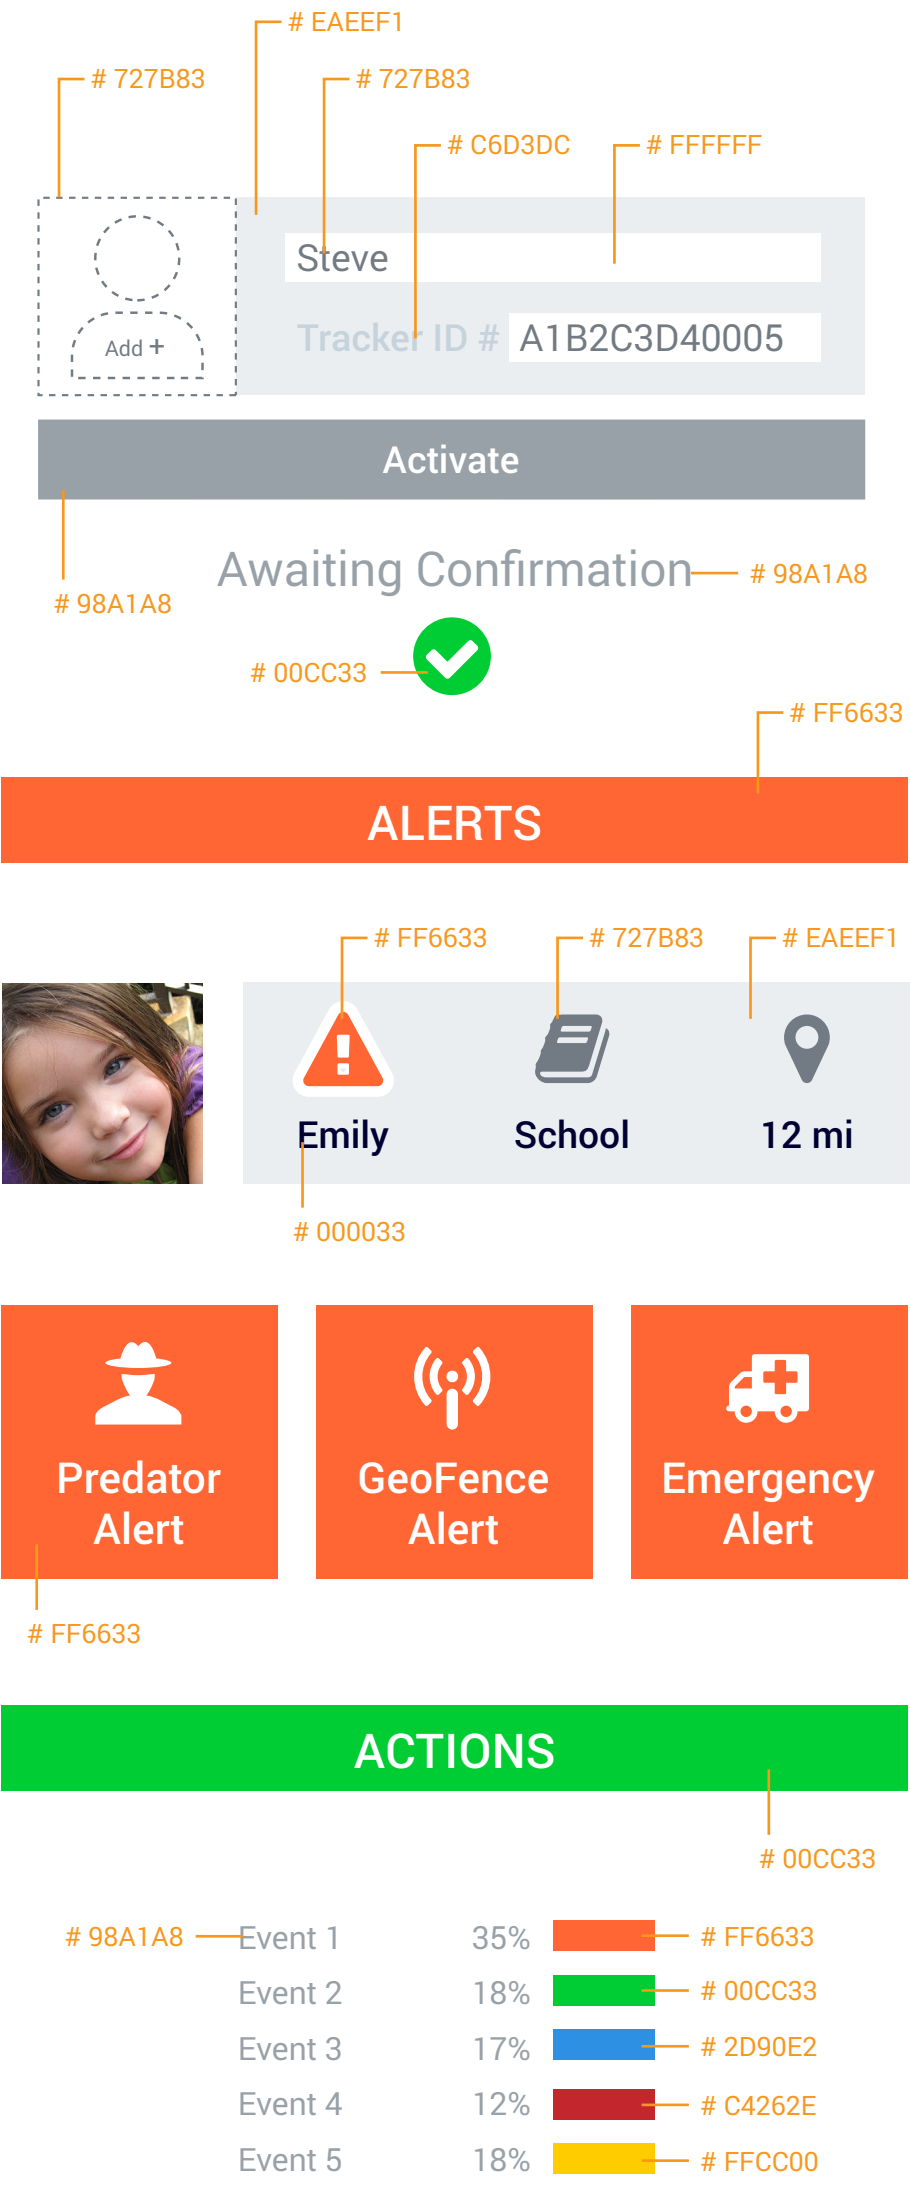 # EAEEF1
# 727B83 # 727B83
# C6D3DC # FFFFFF
Steve
Add + Tracker ID # A1B2C3D40005
Activate
Awaiting Confirmation # 98A1A8
# 98A1A8
# 00CC33
# FF6633
ALERTS
# FF6633 # 727B83 # EAEEF1
Emily School 12 mi
# 000033
Predator
Alert
GeoFence
Alert
Emergency
Alert
# FF6633
ACTIONS
# 00CC33
# 98A1A8 Event 1 35% # FF6633
Event 2 18% # 00CC33
Event 3 17% # 2D90E2
Event 4 12% # C4262E
Event 5 18% # FFCC00